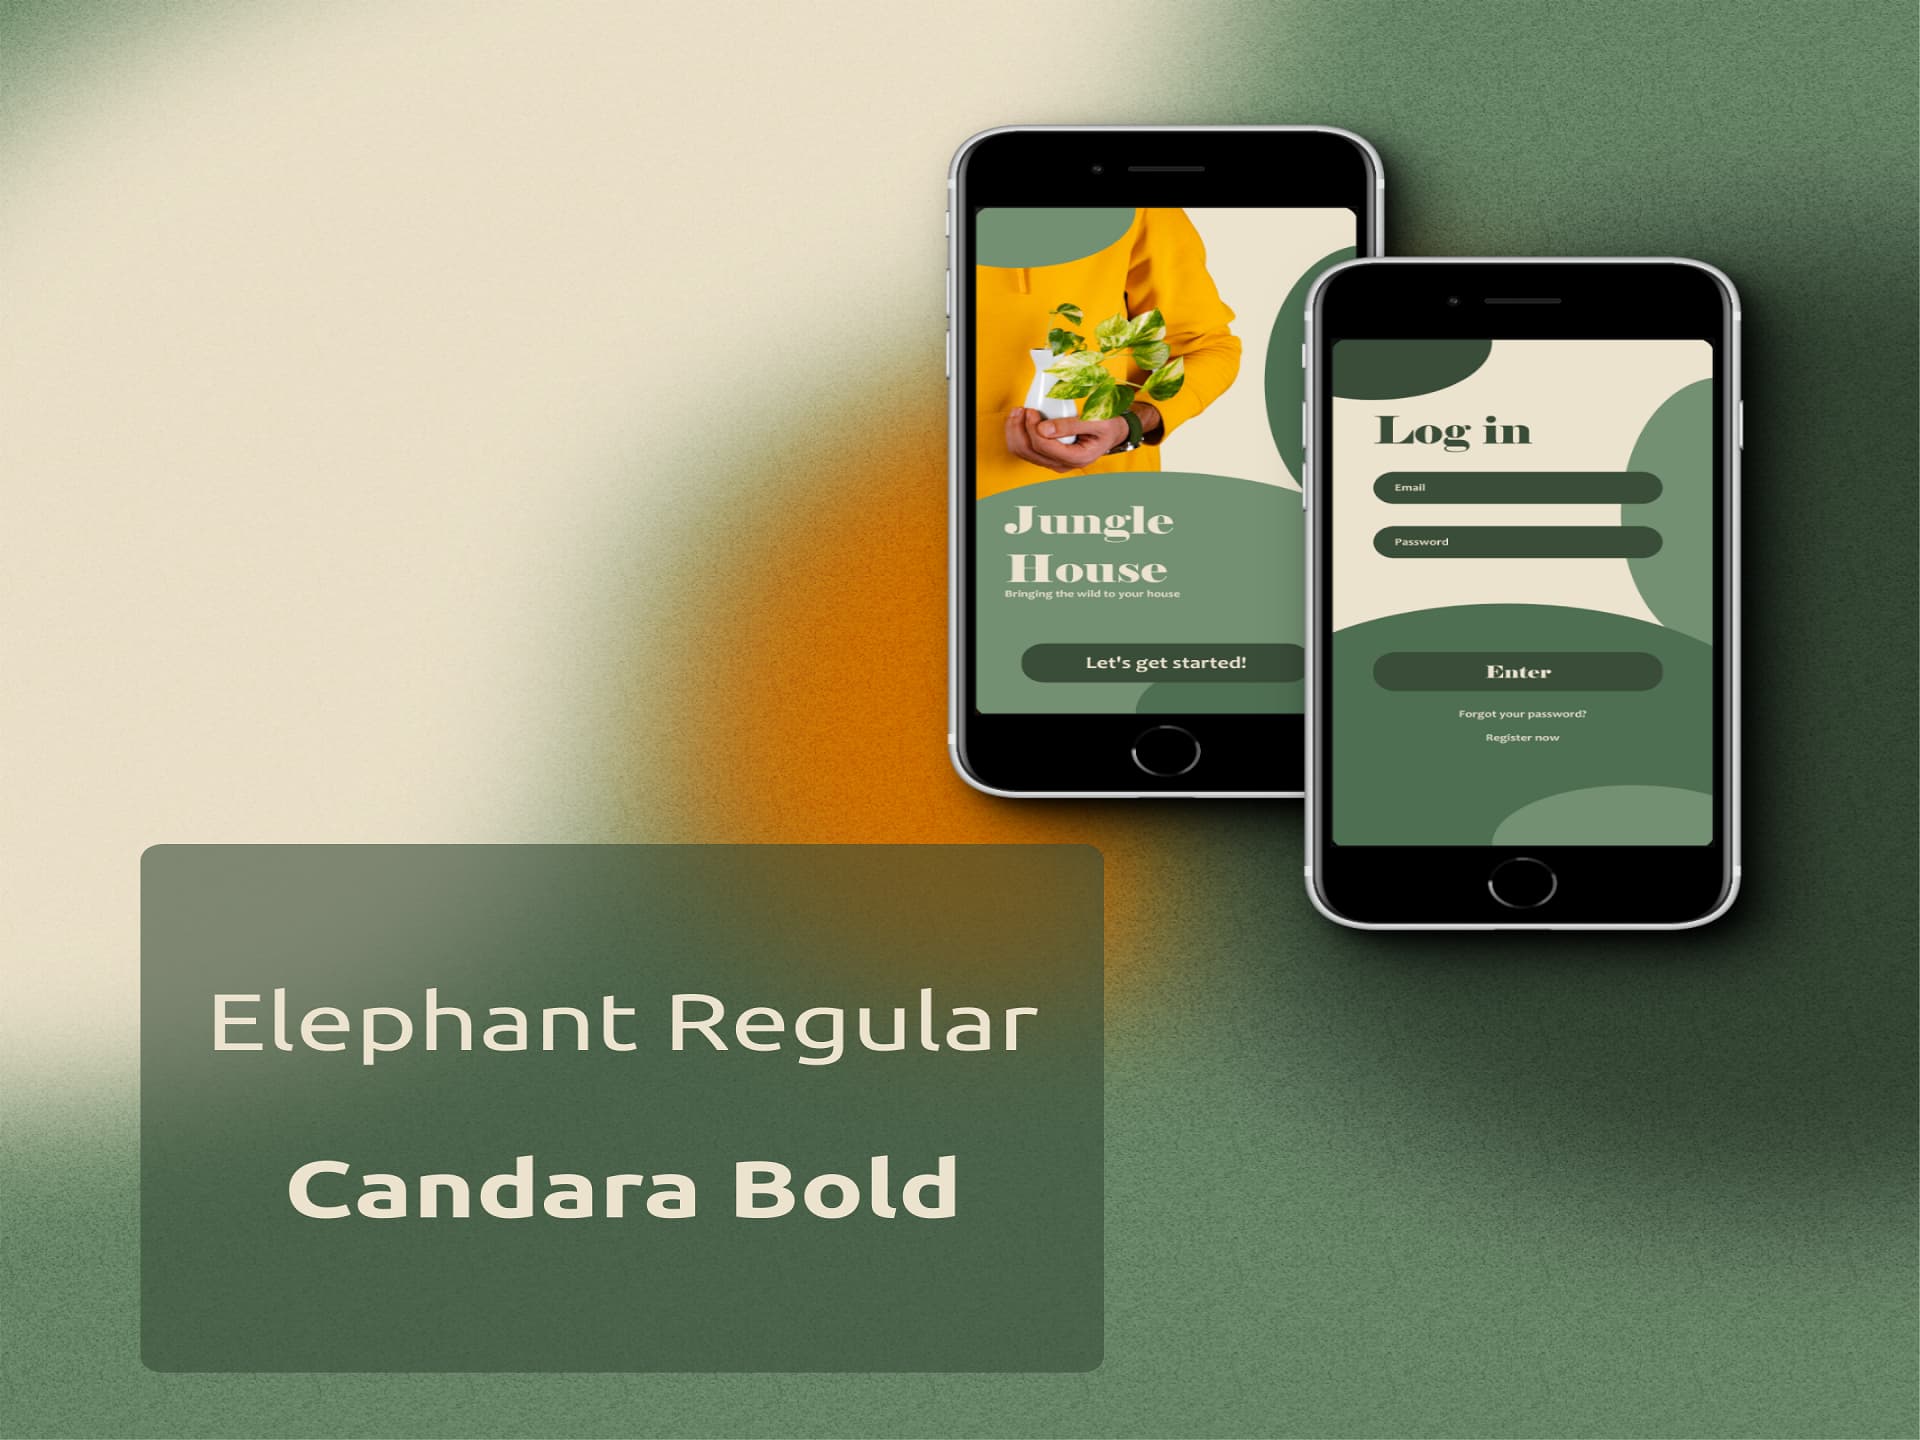 Jungle
House
Bringing the wild to your house
Let's get started!
Log in
Email
Password
Enter
Forgot your password?
Register now
Elephant Regular
Candara Bold